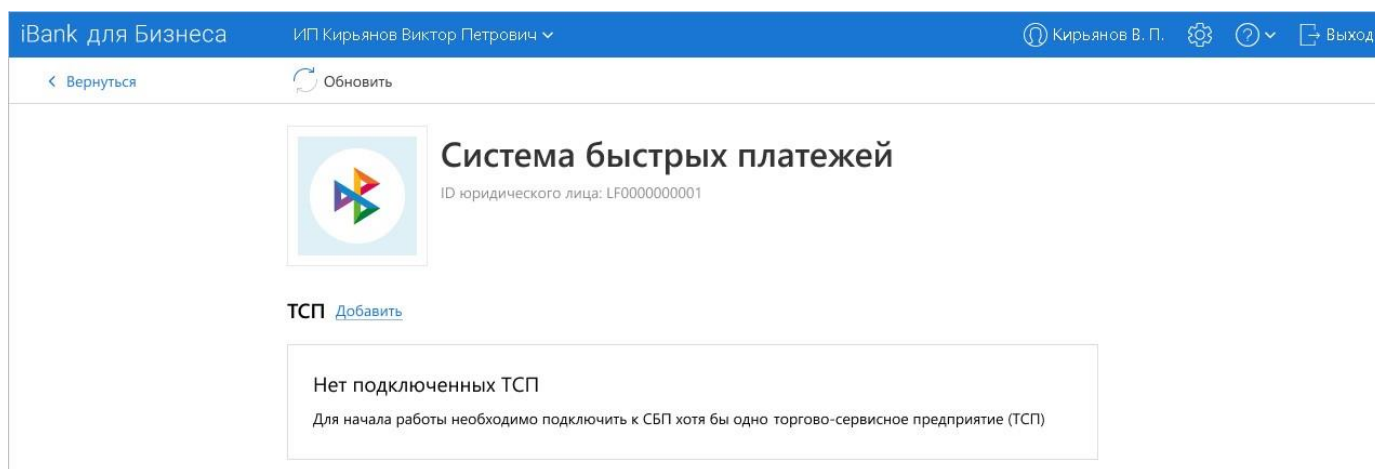 iBank для Бизнеса ИП Кирьянов Виктор Петрович Кирьянов В. П. Выход
Вернуться Обновить
Система быстрых платежей
ID юридического лица: LF0000000001
ТСП Добавить
Нет подключенных ТСП
Для начала работы необходимо подключить к СБП хотя бы одно торгово-сервисное предприятие (ТСП)